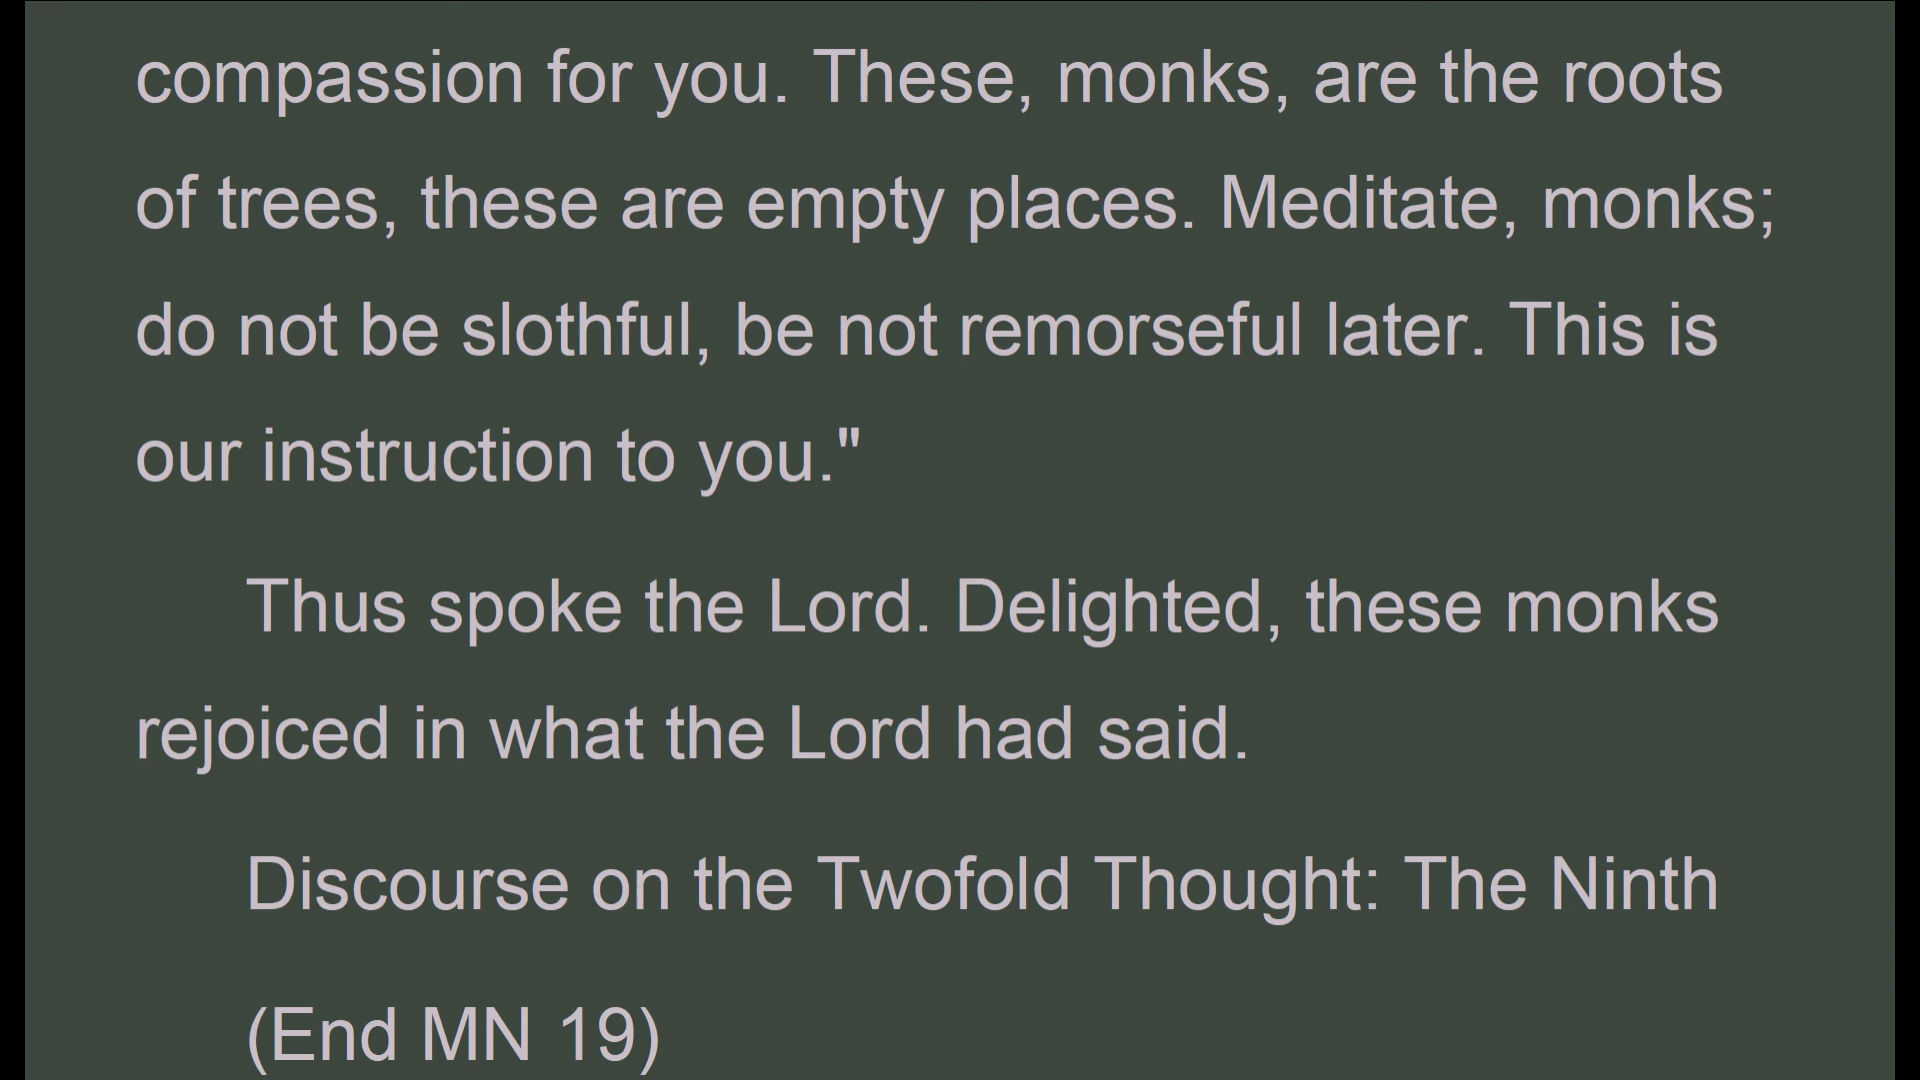 compassion for you. These, monks, are the roots
of trees, these are empty places. Meditate, monks;
do not be slothful, be not remorseful later. This is
our instruction to you."
Thus spoke the Lord. Delighted, these monks
rejoiced in what the Lord had said.
Discourse on the Twofold Thought: The Ninth
(End MN 19)